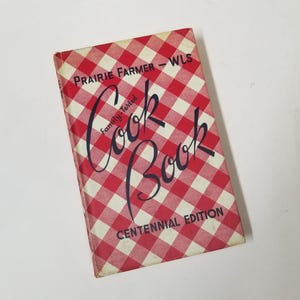 PRAIRIE FARMER – WLS
Family-Tested
Cook
Book
CENTENNIAL EDITION